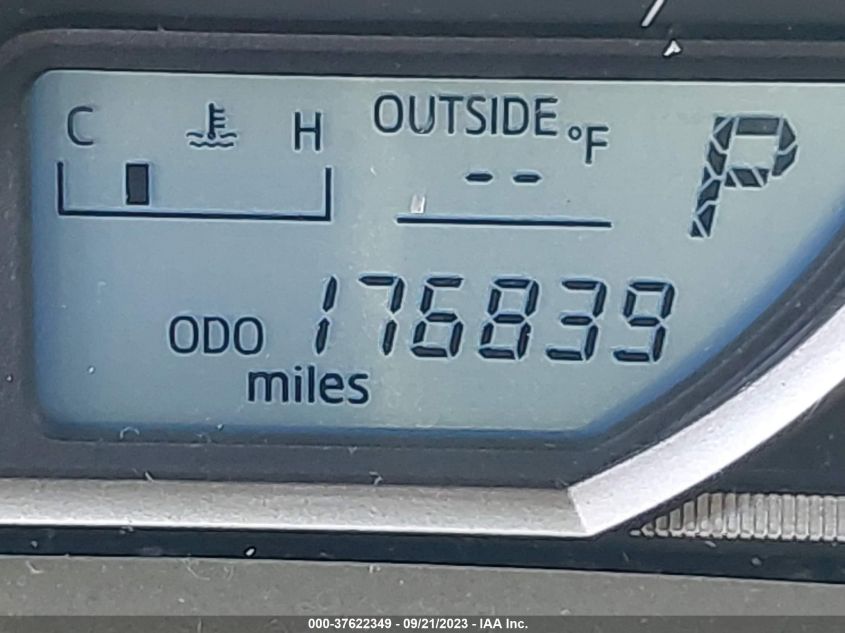 C H OUTSIDE °F
-- P
ODO 176839
miles
000-37622349 - 09/21/2023 - IAA Inc.